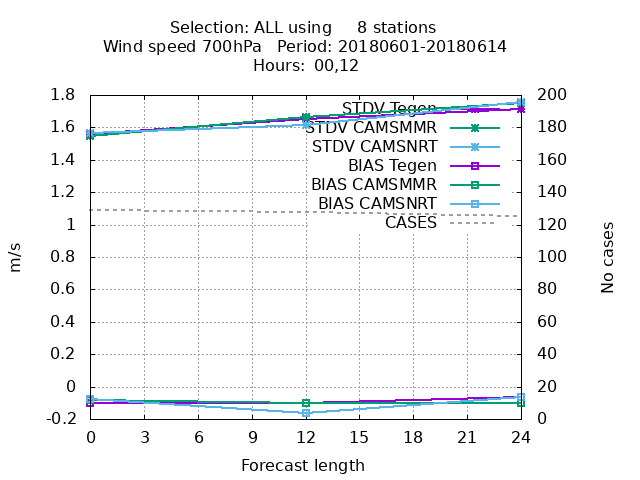 Selection: ALL using 8 stations
Wind speed 700hPa Period: 20180601-20180614
Hours: 00,12
1.8
1.6
1.4
1.2
1
0.8
0.6
0.4
0.2
0
-0.2
200
180
160
140
120
100
80
60
40
20
0
STDV Tegen
STDV CAMSMMR
STDV CAMSNRT
BIAS Tegen
BIAS CAMSMMR
BIAS CAMSNRT
CASES
m/s
No cases
0 3 6 9 12 15 18 21 24
Forecast length